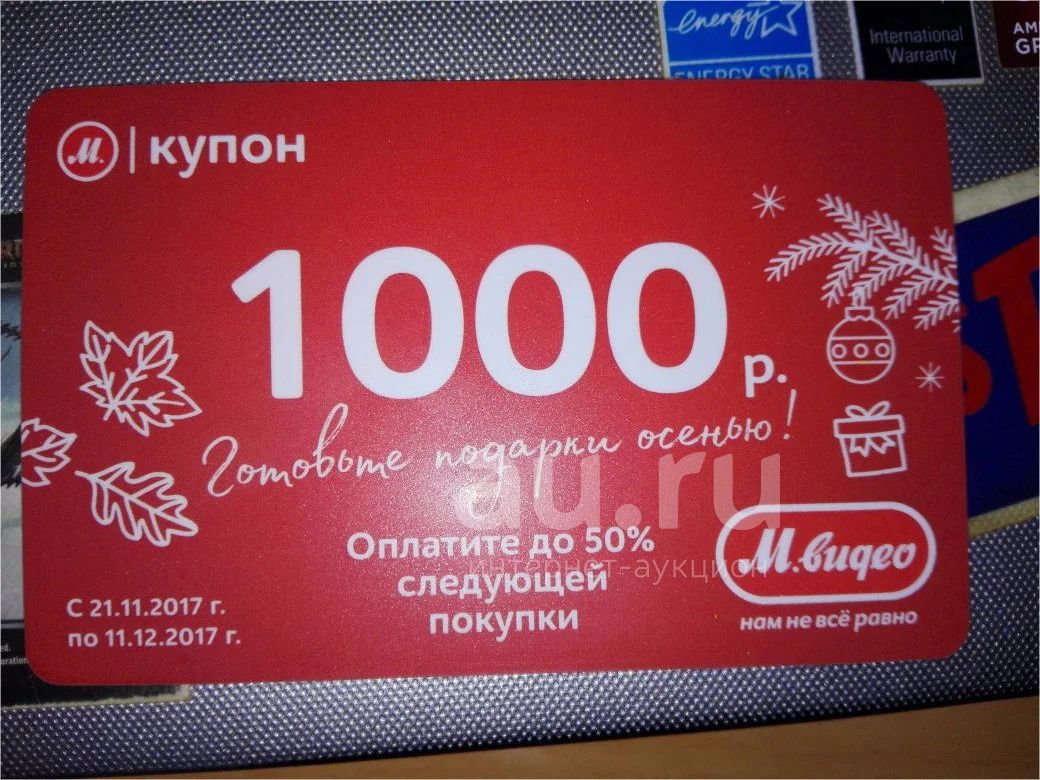 energy
ENERGY STAR
International
Warranty
М. | купон
1000 р.
Готовьте подарки осенью!
au.ru
интернет-аукцион
Оплатите до 50%
следующей
покупки
С 21.11.2017 г.
по 11.12.2017 г.
М.видео
нам не всё равно